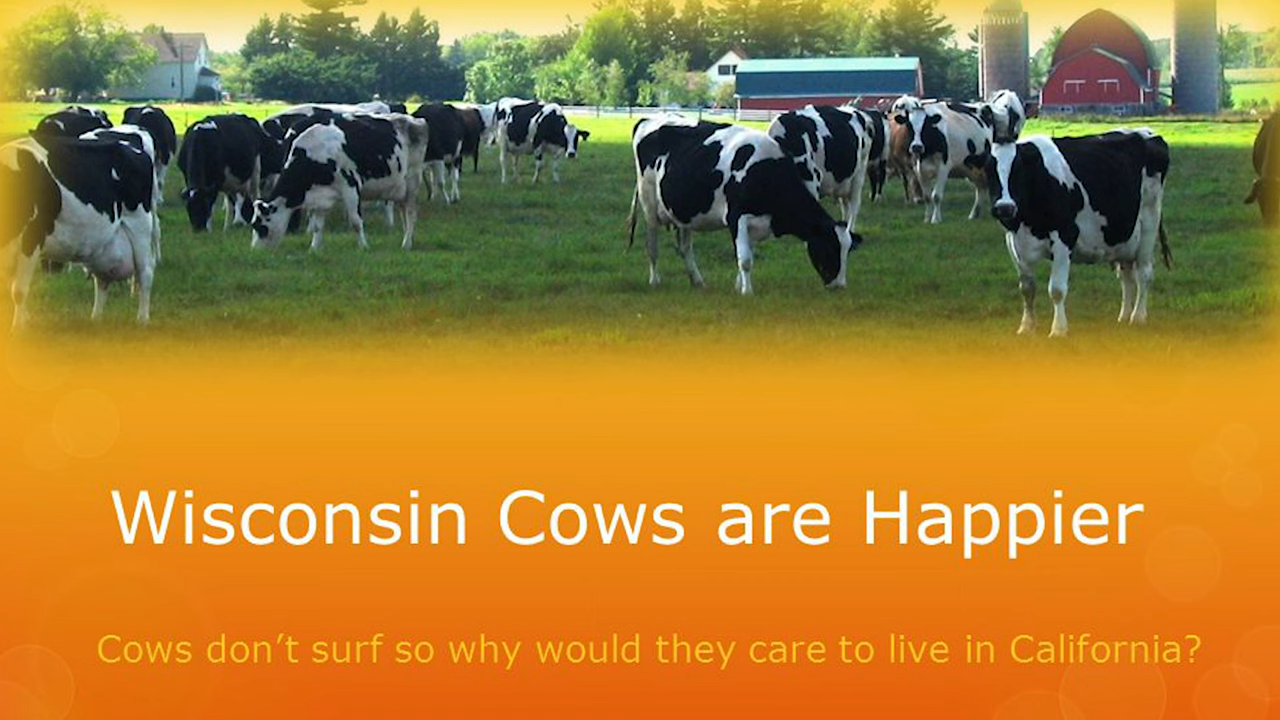 Wisconsin Cows are Happier
Cows don’t surf so why would they care to live in California?